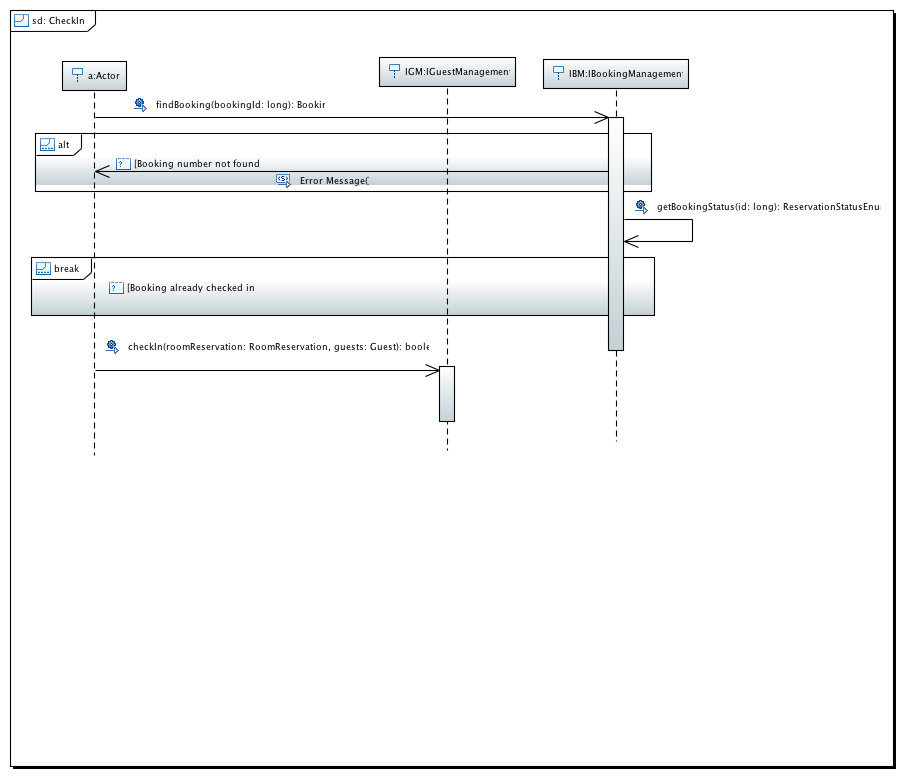 sd: CheckIn
a:Actor
IGM:IGuestManagement
IBM:IBookingManagement
findBooking(bookingId: long): Bookin
alt
[Booking number not found
Error Message(
getBookingStatus(id: long): ReservationStatusEnu
break
[Booking already checked in
checkIn(roomReservation: RoomReservation, guests: Guest): boole